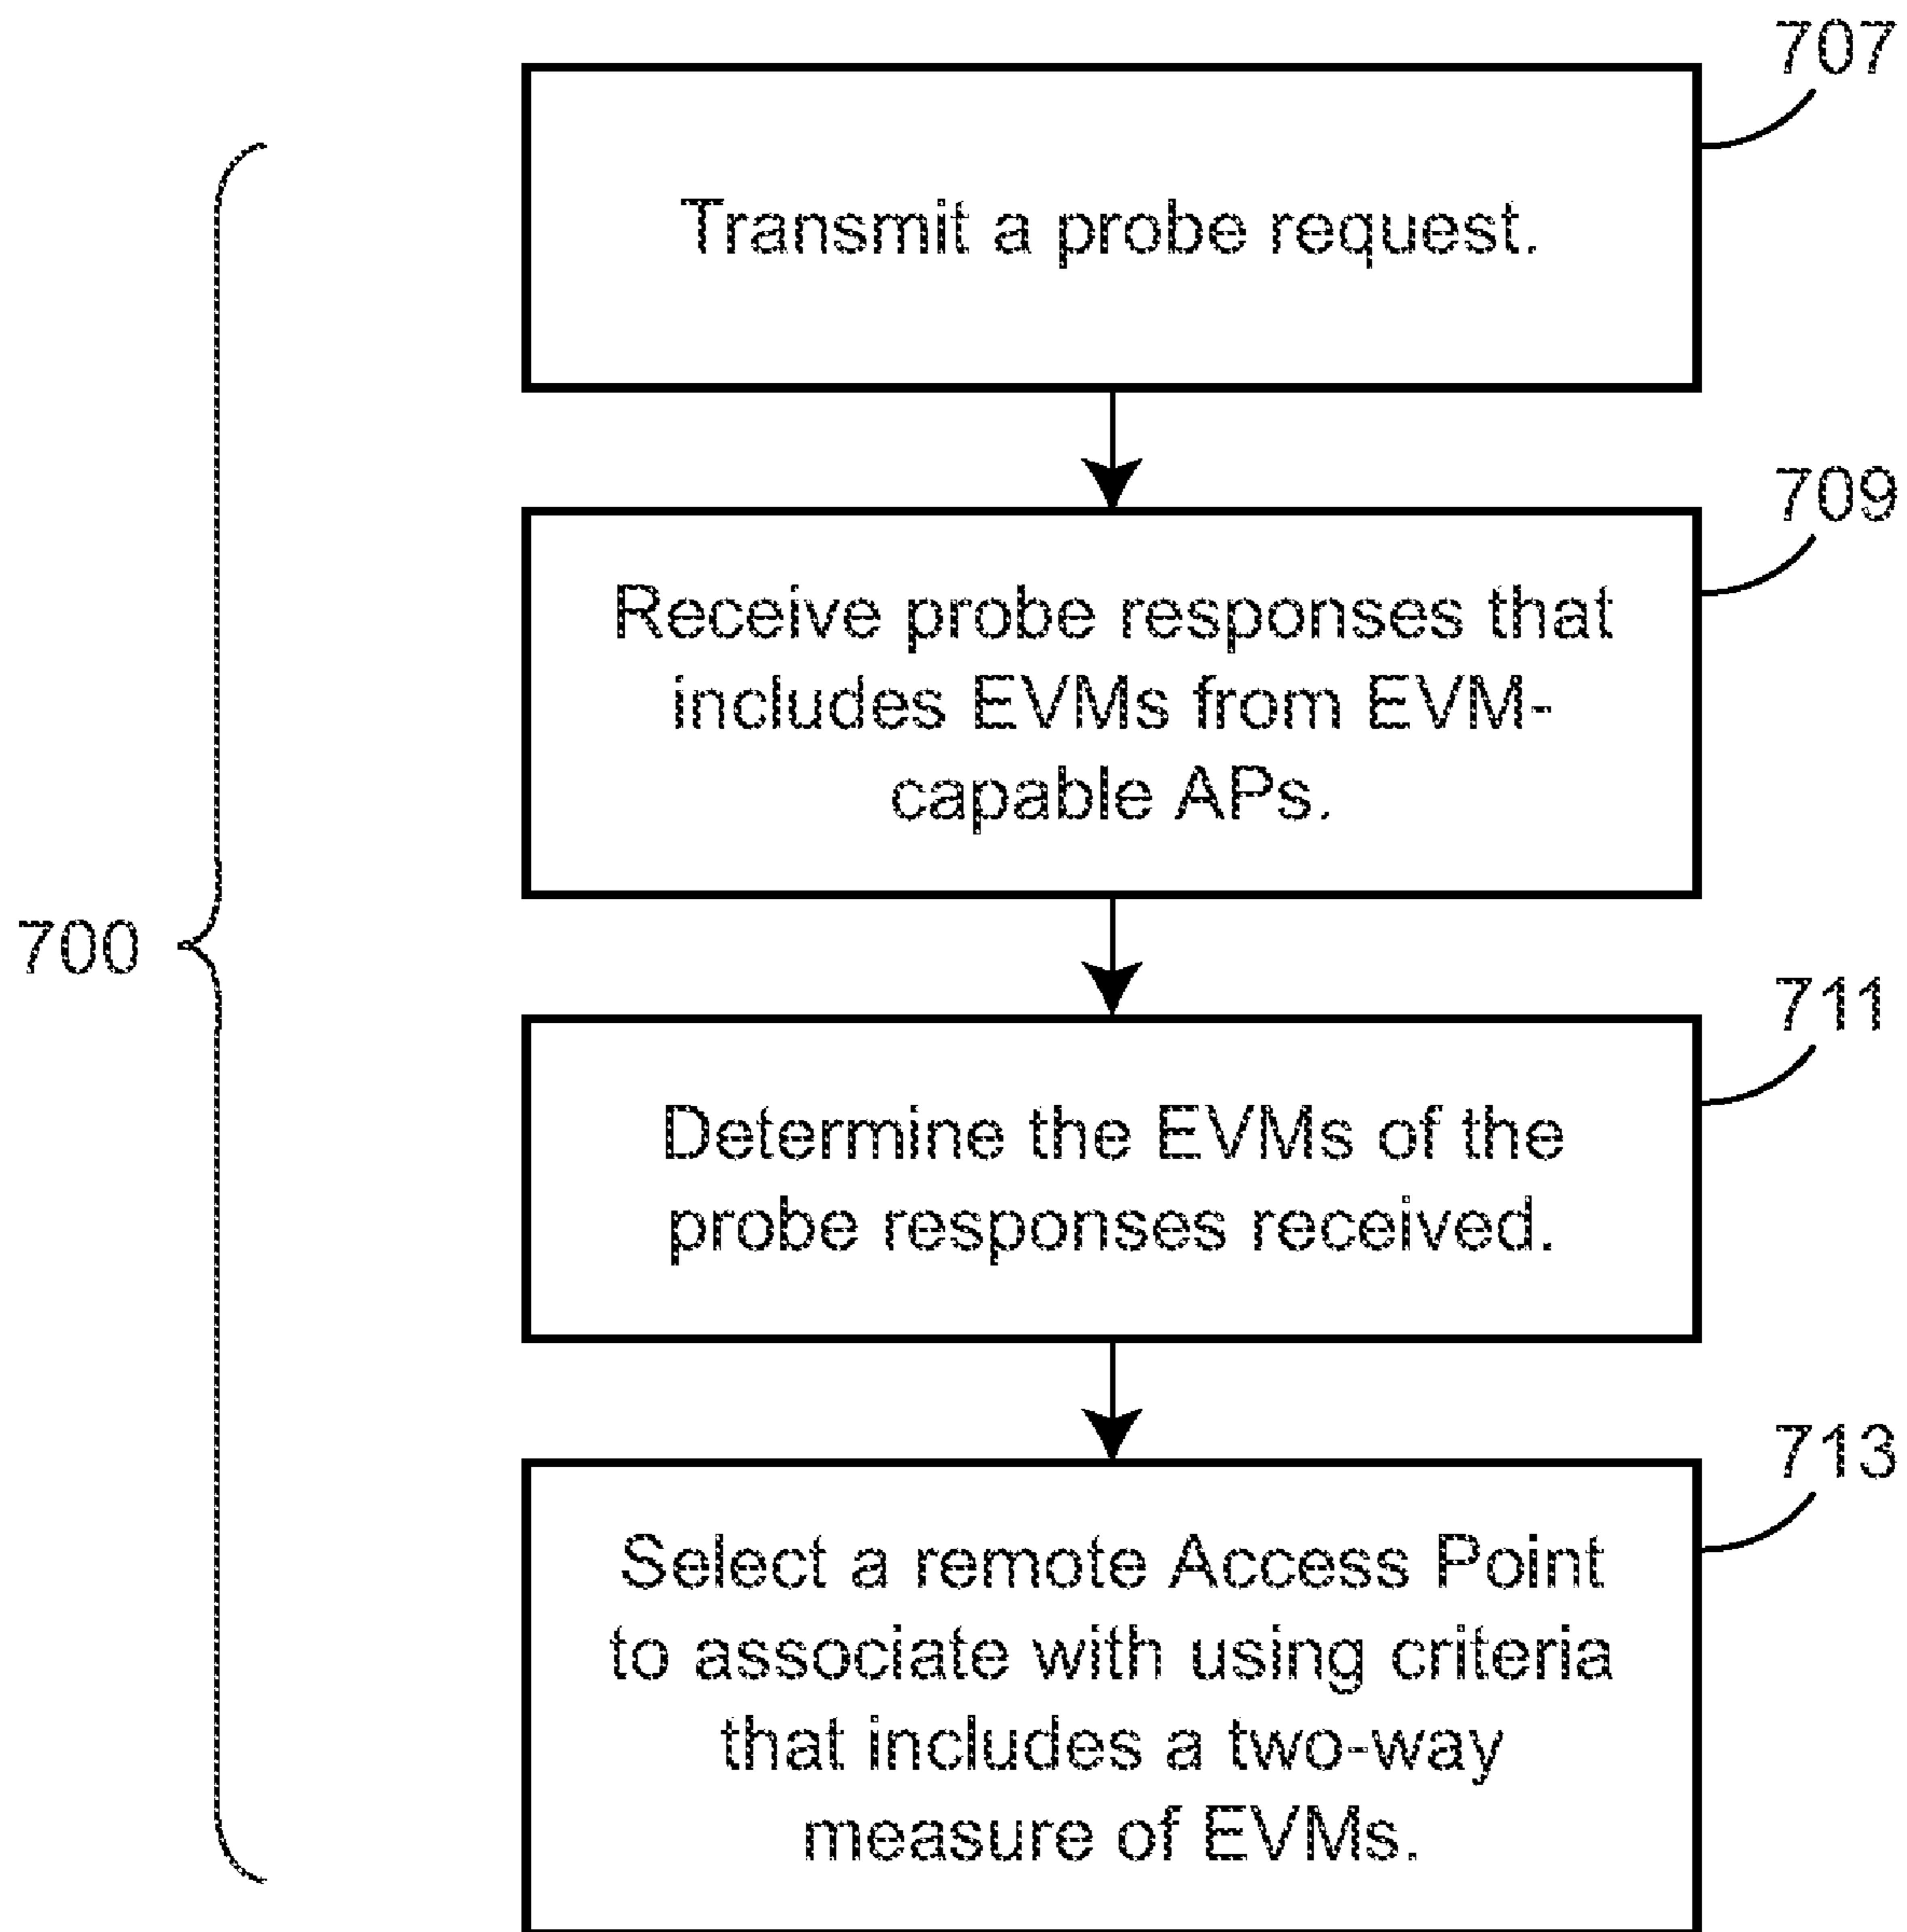 707
Transmit a probe request.
709
Receive probe responses that
includes EVMs from EVM-
capable APs.
700
711
Determine the EVMs of the
probe responses received.
713
Select a remote Access Point
to associate with using criteria
that includes a two-way
measure of EVMs.